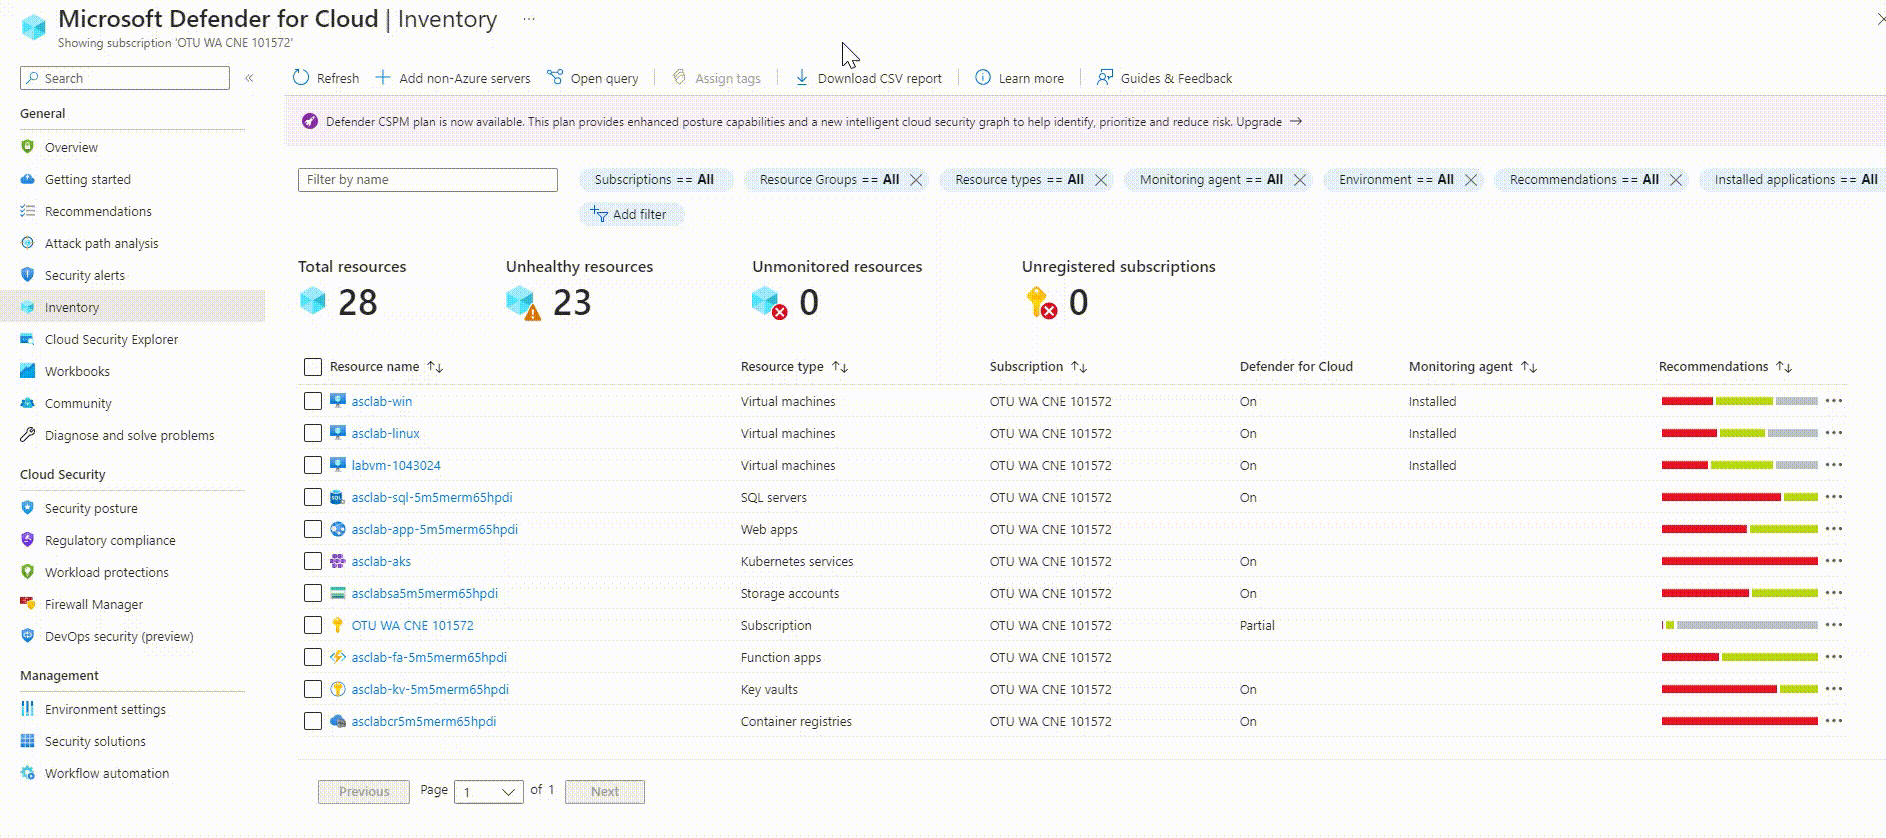 Microsoft Defender for Cloud | Inventory ...
Showing subscription 'OTU WA CNE 101572'
Search
«
Refresh
Add non-Azure servers
Open query
Assign tags
Download CSV report
Learn more
Guides & Feedback
General
Overview
Getting started
Recommendations
Attack path analysis
Security alerts
Inventory
Cloud Security Explorer
Workbooks
Community
Diagnose and solve problems
Cloud Security
Security posture
Regulatory compliance
Workload protections
Firewall Manager
DevOps security (preview)
Management
Environment settings
Security solutions
Workflow automation
Defender CSPM plan is now available. This plan provides enhanced posture capabilities and a new intelligent cloud security graph to help identify, prioritize and reduce risk. Upgrade →
Filter by name
Subscriptions == All
Resource Groups == All
Resource types == All
Monitoring agent == All
Environment == All
Recommendations == All
Installed applications == All
Add filter
Total resources
28
Unhealthy resources
23
Unmonitored resources
0
Unregistered subscriptions
0
Resource name ↑↓ Resource type ↑↓ Subscription ↑↓ Defender for Cloud Monitoring agent ↑↓ Recommendations ↑↓
asclab-win Virtual machines OTU WA CNE 101572 On Installed ...
asclab-linux Virtual machines OTU WA CNE 101572 On Installed ...
labvm-1043024 Virtual machines OTU WA CNE 101572 On Installed ...
asclab-sql-5m5merm65hpdi SQL servers OTU WA CNE 101572 On ...
asclab-app-5m5merm65hpdi Web apps OTU WA CNE 101572 ...
asclab-aks Kubernetes services OTU WA CNE 101572 On ...
asclabsa5m5merm65hpdi Storage accounts OTU WA CNE 101572 On ...
OTU WA CNE 101572 Subscription OTU WA CNE 101572 Partial ...
asclab-fa-5m5merm65hpdi Function apps OTU WA CNE 101572 ...
asclab-kv-5m5merm65hpdi Key vaults OTU WA CNE 101572 On ...
asclabcr5m5merm65hpdi Container registries OTU WA CNE 101572 On ...
Previous Page 1 of 1 Next